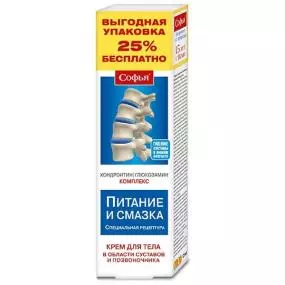 ВЫГОДНАЯ
УПАКОВКА
25%
БЕСПЛАТНО
Софья
ХОНДРОИТИН ГЛЮКОЗАМИН
КОМПЛЕКС
ПИТАНИЕ
И СМАЗКА
СПЕЦИАЛЬНАЯ РЕЦЕПТУРА
КРЕМ ДЛЯ ТЕЛА
В ОБЛАСТИ СУСТАВОВ
И ПОЗВОНОЧНИКА